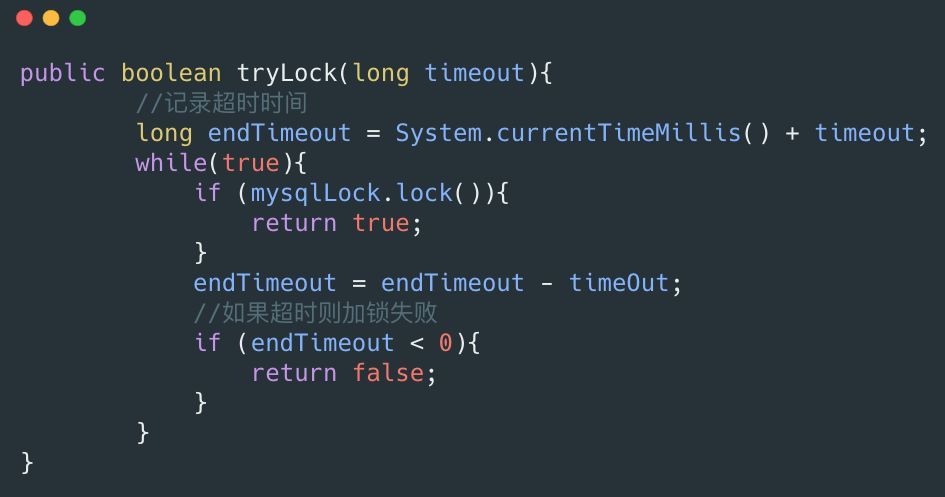 public boolean tryLock(long timeout){
//记录超时时间
long endTimeout = System.currentTimeMillis() + timeout;
while(true){
if (mysqlLock.lock()){
return true;
}
endTimeout = endTimeout - timeOut;
//如果超时则加锁失败
if (endTimeout < 0){
return false;
}
}
}